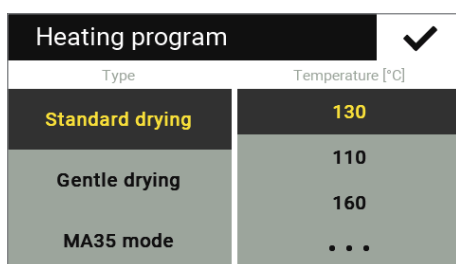 Heating program
Type
Temperature [°C]
Standard drying
130
110
Gentle drying
160
MA35 mode
• • •